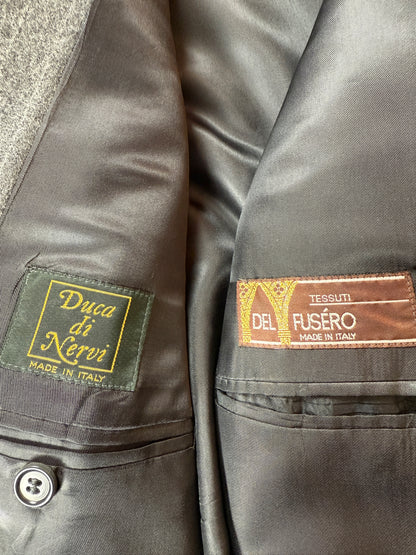 Duca
di
Nervi
MADE IN ITALY
TESSUTI
DEL FUSÉRO
MADE IN ITALY